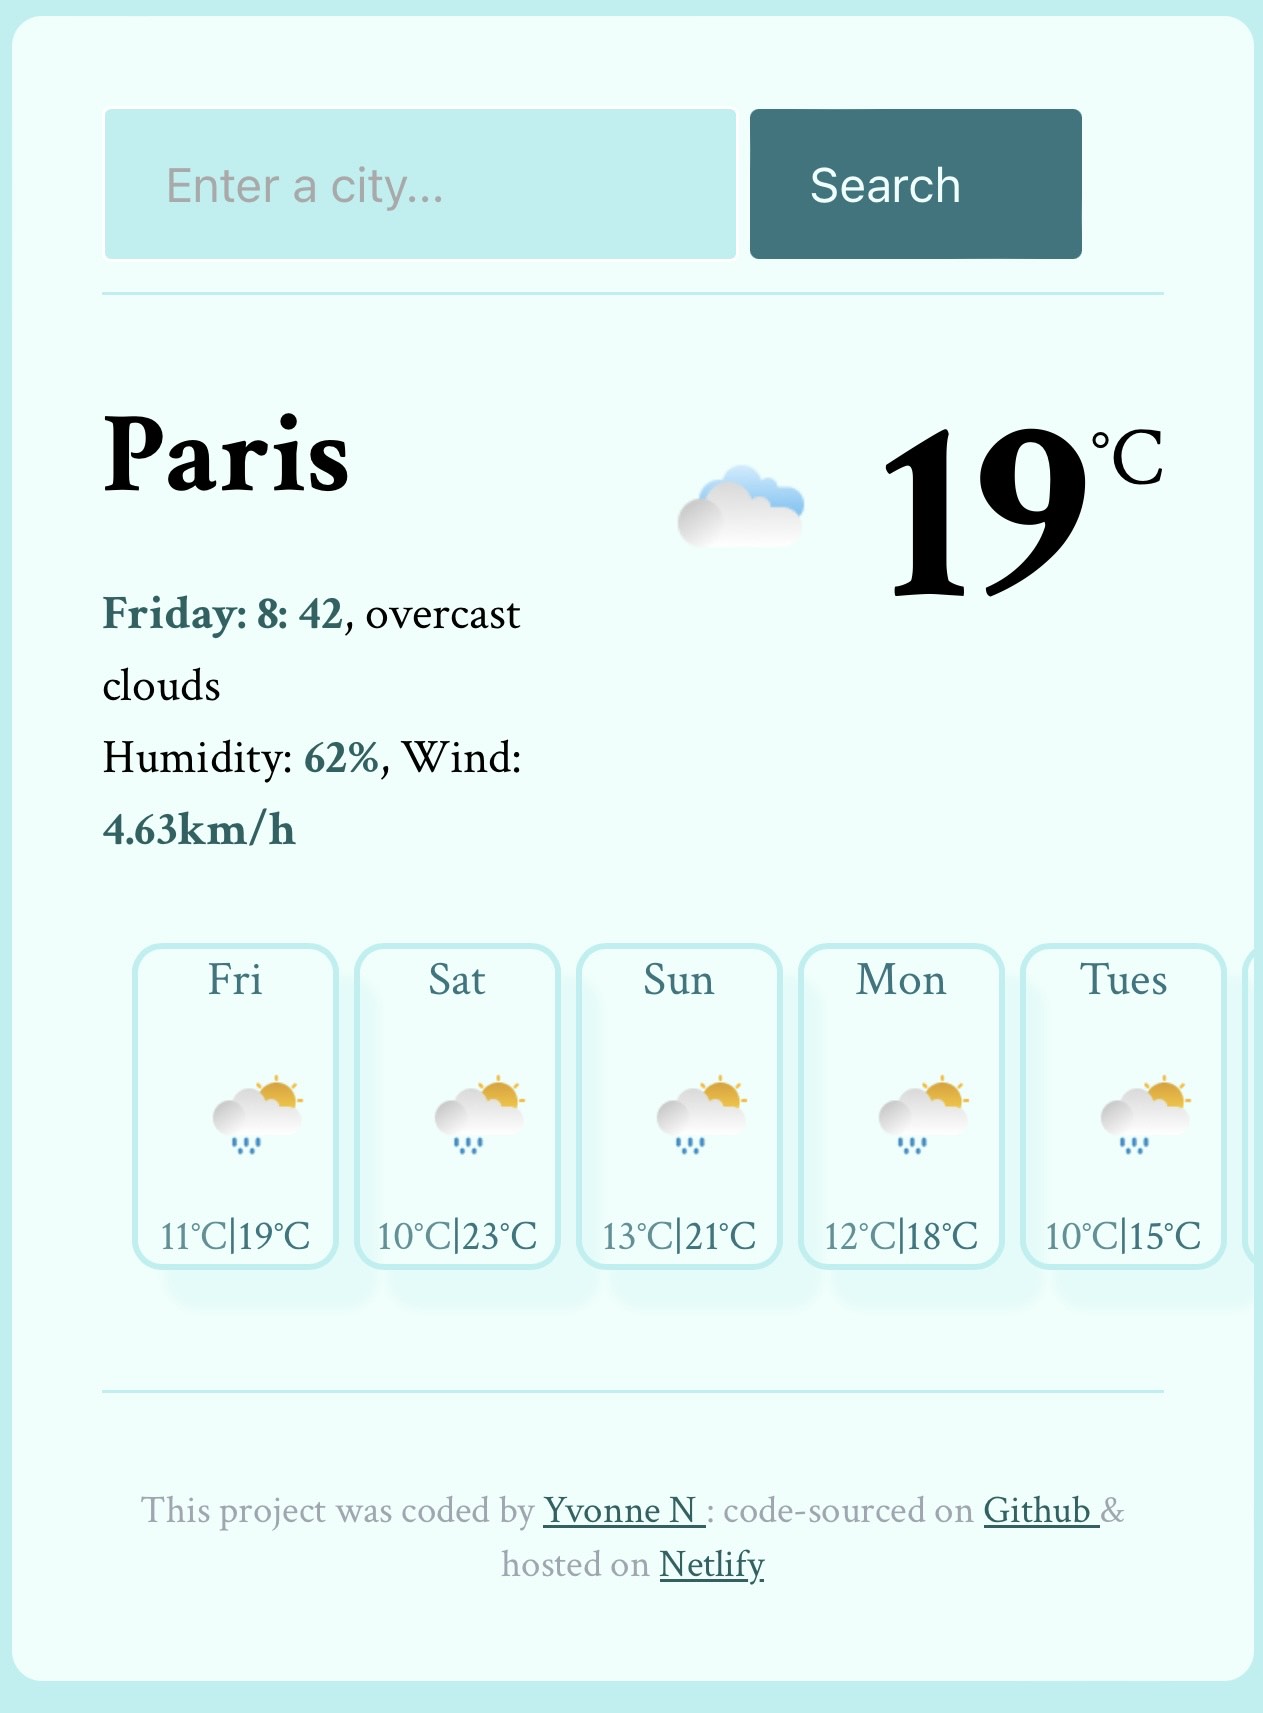 Enter a city...
Search
Paris
19°C
Friday: 8: 42, overcast
clouds
Humidity: 62%, Wind:
4.63km/h
Fri Sat Sun Mon Tues
11°C|19°C 10°C|23°C 13°C|21°C 12°C|18°C 10°C|15°C
This project was coded by Yvonne N : code-sourced on Github &
hosted on Netlify